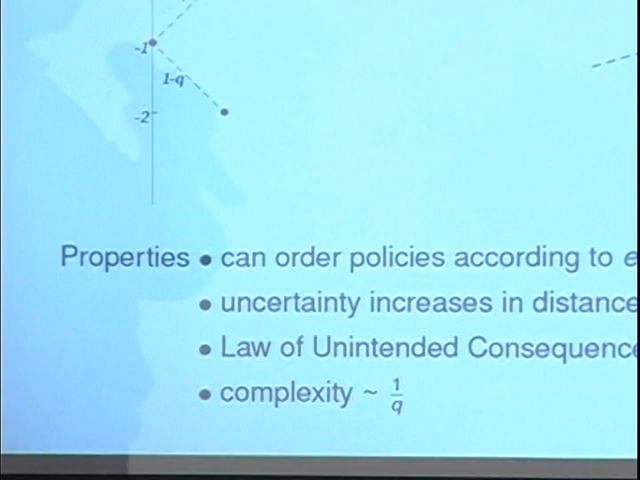 -1
1-q
-2
Properties • can order policies according to e
• uncertainty increases in distance
• Law of Unintended Consequence
• complexity ~ 1/q